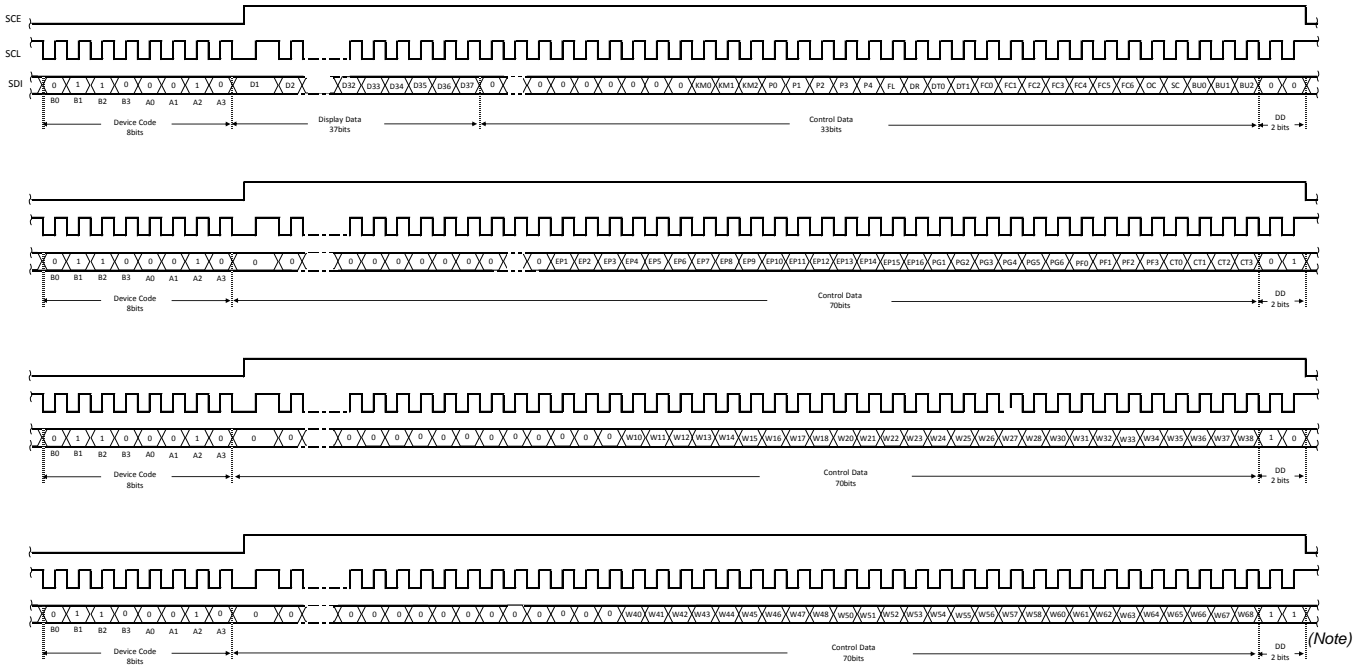 SCE
SCL
SDI 0 1 1 0 0 0 1 0 D1 D2 D32 D33 D34 D35 D36 D37 0 0 0 0 0 0 0 0 KM0 KM1 KM2 P0 P1 P2 P3 P4 FL DR DT0 DT1 FC0 FC1 FC2 FC3 FC4 FC5 FC6 OC SC BU0 BU1 BU2 0 0
B0 B1 B2 B3 A0 A1 A2 A3
Device Code
8bits
Display Data
37bits
Control Data
33bits
DD
2 bits
0 1 1 0 0 0 1 0 0 0 0 0 0 0 0 0 0 0 EP1 EP2 EP3 EP4 EP5 EP6 EP7 EP8 EP9 EP10 EP11 EP12 EP13 EP14 EP15 EP16 PG1 PG2 PG3 PG4 PG5 PG6 PF0 PF1 PF2 PF3 CT0 CT1 CT2 CT3 0 1
B0 B1 B2 B3 A0 A1 A2 A3
Device Code
8bits
Control Data
70bits
DD
2 bits
0 1 1 0 0 0 1 0 0 0 0 0 0 0 0 0 0 0 0 0 0 0 W10 W11 W12 W13 W14 W15 W16 W17 W18 W20 W21 W22 W23 W24 W25 W26 W27 W28 W30 W31 W32 W33 W34 W35 W36 W37 W38 1 0
B0 B1 B2 B3 A0 A1 A2 A3
Device Code
8bits
Control Data
70bits
DD
2 bits
0 1 1 0 0 0 1 0 0 0 0 0 0 0 0 0 0 0 0 0 0 0 W40 W41 W42 W43 W44 W45 W46 W47 W48 W50 W51 W52 W53 W54 W55 W56 W57 W58 W60 W61 W62 W63 W64 W65 W66 W67 W68 1 1
B0 B1 B2 B3 A0 A1 A2 A3
(Note)
Device Code
8bits
Control Data
70bits
DD
2 bits